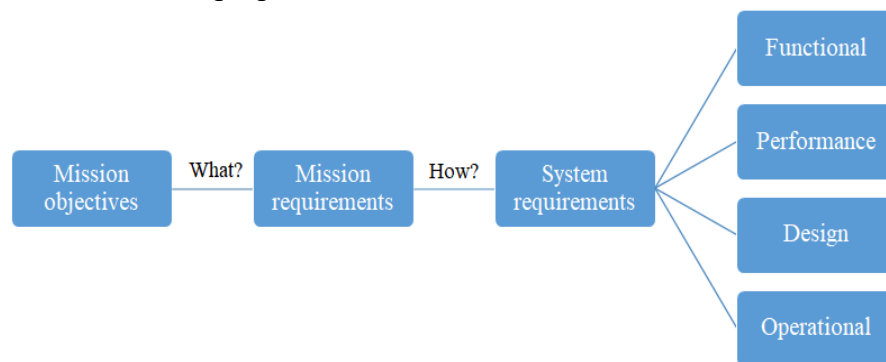 Mission
objectives
What?
Mission
requirements
How?
System
requirements
Functional
Performance
Design
Operational